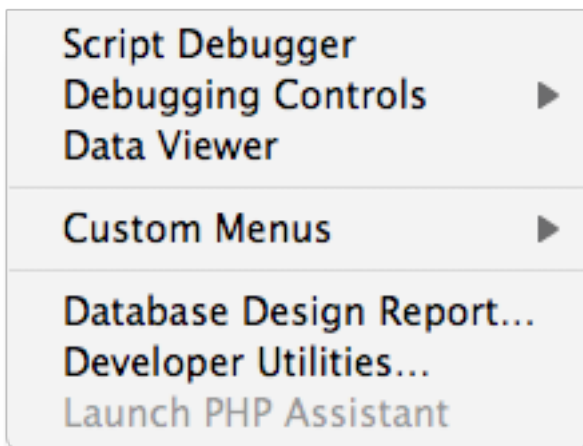 Script Debugger
Debugging Controls
Data Viewer
Custom Menus
Database Design Report...
Developer Utilities...
Launch PHP Assistant